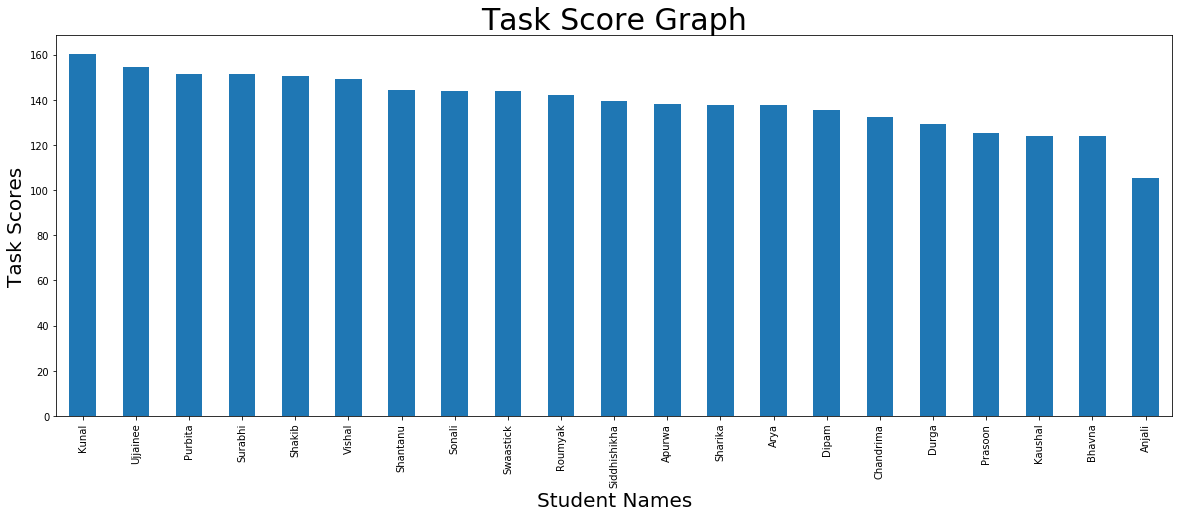 Task Score Graph
Task Scores
160
140
120
100
80
60
40
20
0
Kunal
Ujjainee
Purbita
Surabhi
Shakib
Vishal
Shantanu
Sonali
Swaastick
Roumyak
Siddhishikha
Apurwa
Sharika
Arya
Dipam
Chandrima
Durga
Prasoon
Kaushal
Bhavna
Anjali
Student Names